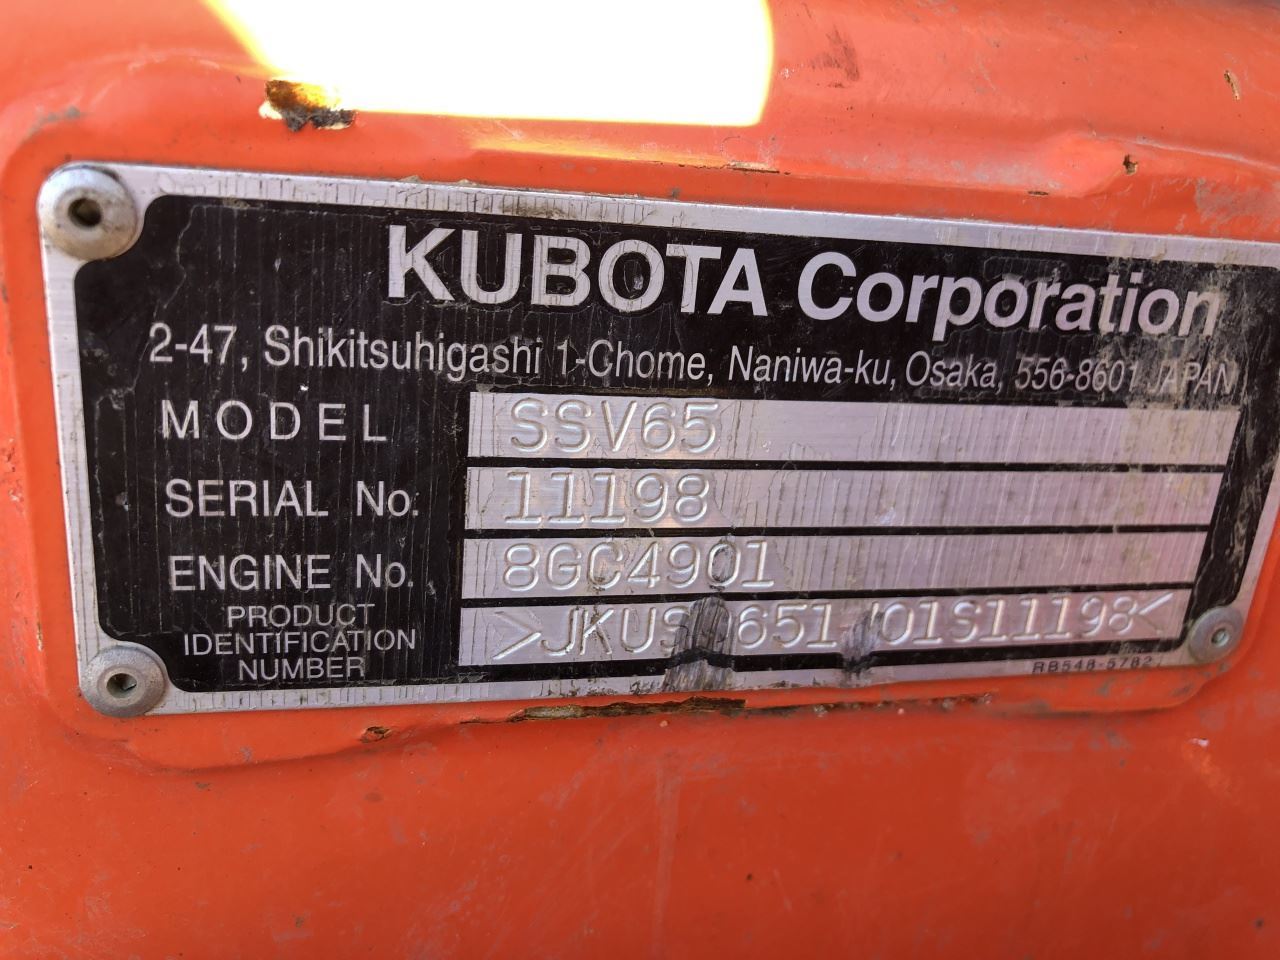 KUBOTA Corporation
2-47, Shikitsuhigashi 1-Chome, Naniwa-ku, Osaka, 556-8601 JAPAN
MODEL SSV65
SERIAL No. 11198
ENGINE No. 8GC4901
PRODUCT
IDENTIFICATION
NUMBER
RB548-5782